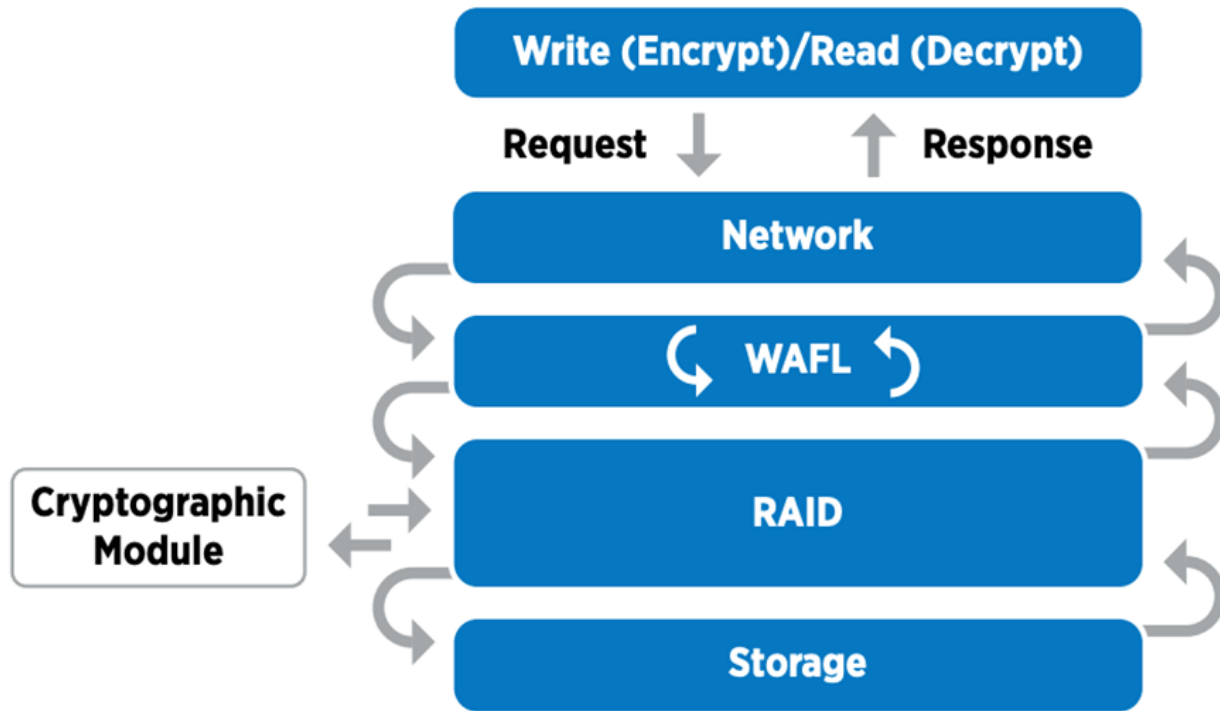 Write (Encrypt)/Read (Decrypt)
Request
Response
Network
WAFL
RAID
Cryptographic
Module
Storage